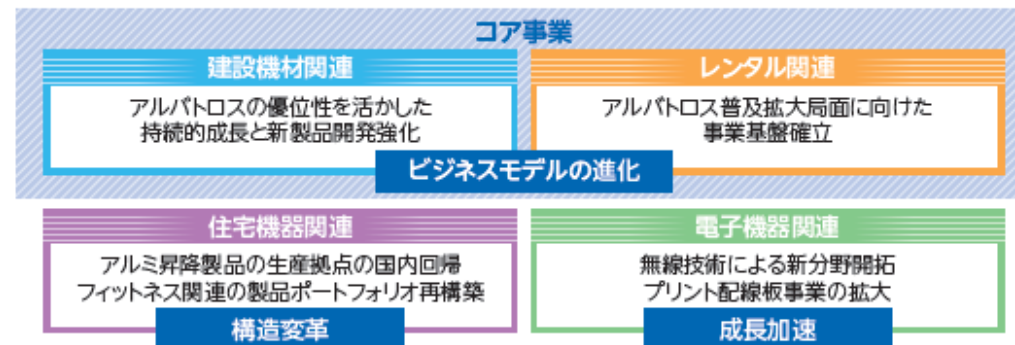 コア事業
建設機材関連
アルバトロスの優位性を活かした
持続的成長と新製品開発強化
レンタル関連
アルバトロス普及拡大局面に向けた
事業基盤確立
ビジネスモデルの進化
住宅機器関連
アルミ昇降製品の生産拠点の国内回帰
フィットネス関連の製品ポートフォリオ再構築
構造変革
電子機器関連
無線技術による新分野開拓
プリント配線板事業の拡大
成長加速